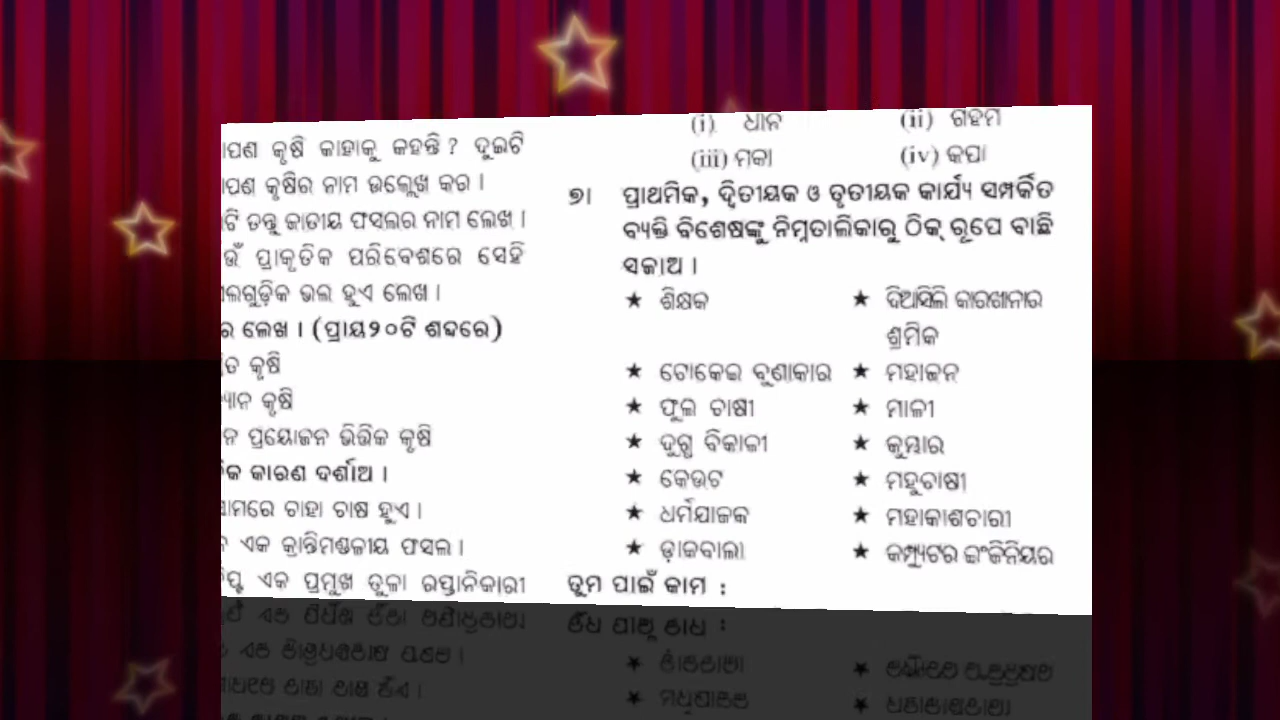 ାପଣ କୃଷି କାହାକୁ କହନ୍ତି ? ଦୁଇଟି
ାପଣ କୃଷିର ନାମ ଉଲ୍ଲେଖ କର ।
ଟି ତନ୍ତୁ ଜାତୀୟ ଫସଲର ନାମ ଲେଖ ।
ଉଁ ପ୍ରାକୃତିକ ପରିବେଶରେ ସେହି
ଲଗୁଡ଼ିକ ଭଲ ହୁଏ ଲେଖ ।
ର ଲେଖ । (ପ୍ରାୟ୨୦ଟି ଶବ୍ଦରେ)
ତ କୃଷି
ୟାନ କୃଷି
ନ ପ୍ରୟୋଜନ ଭିତ୍ତିକ କୃଷି
କ କାରଣ ଦର୍ଶାଅ ।
ାମରେ ଚାହା ଚାଷ ହୁଏ ।
ଏକ କ୍ରାନ୍ତିମଣ୍ଡଳୀୟ ଫସଲ ।
ଏକ ପ୍ରମୁଖ ତୁଳା ରପ୍ତାନିକାରୀ
(i) ଧାନ (ii) ଗହମ
(iii) ମକା (iv) କପା
୭। ପ୍ରାଥମିକ, ଦ୍ୱିତୀୟକ ଓ ତୃତୀୟକ କାର୍ଯ୍ୟ ସମ୍ପର୍କିତ
ବ୍ୟକ୍ତି ବିଶେଷଙ୍କୁ ନିମ୍ନତାଲିକାରୁ ଠିକ୍ ରୂପେ ବାଛି
ସଜାଅ ।
★ ଶିକ୍ଷକ ★ ଦିଆସିଲି କାରଖାନାର
ଶ୍ରମିକ
★ ଟୋକେଇ ବୁଣାକାର ★ ମହାଜନ୍
★ ଫୁଲ ଚାଷୀ ★ ମାଳୀ
★ ଦୁଗ୍ଧ ବିକାଳୀ ★ କୁମ୍ଭାର
★ କେଉଟ ★ ମହୁଚାଷୀ
★ ଧର୍ମଯାଜକ ★ ମହାକାଶଚାରୀ
★ ଡ଼ାକବାଲା ★ କମ୍ପ୍ୟୁଟର ଇଂଜିନିୟର
ତୁମ ପାଇଁ କାମ :